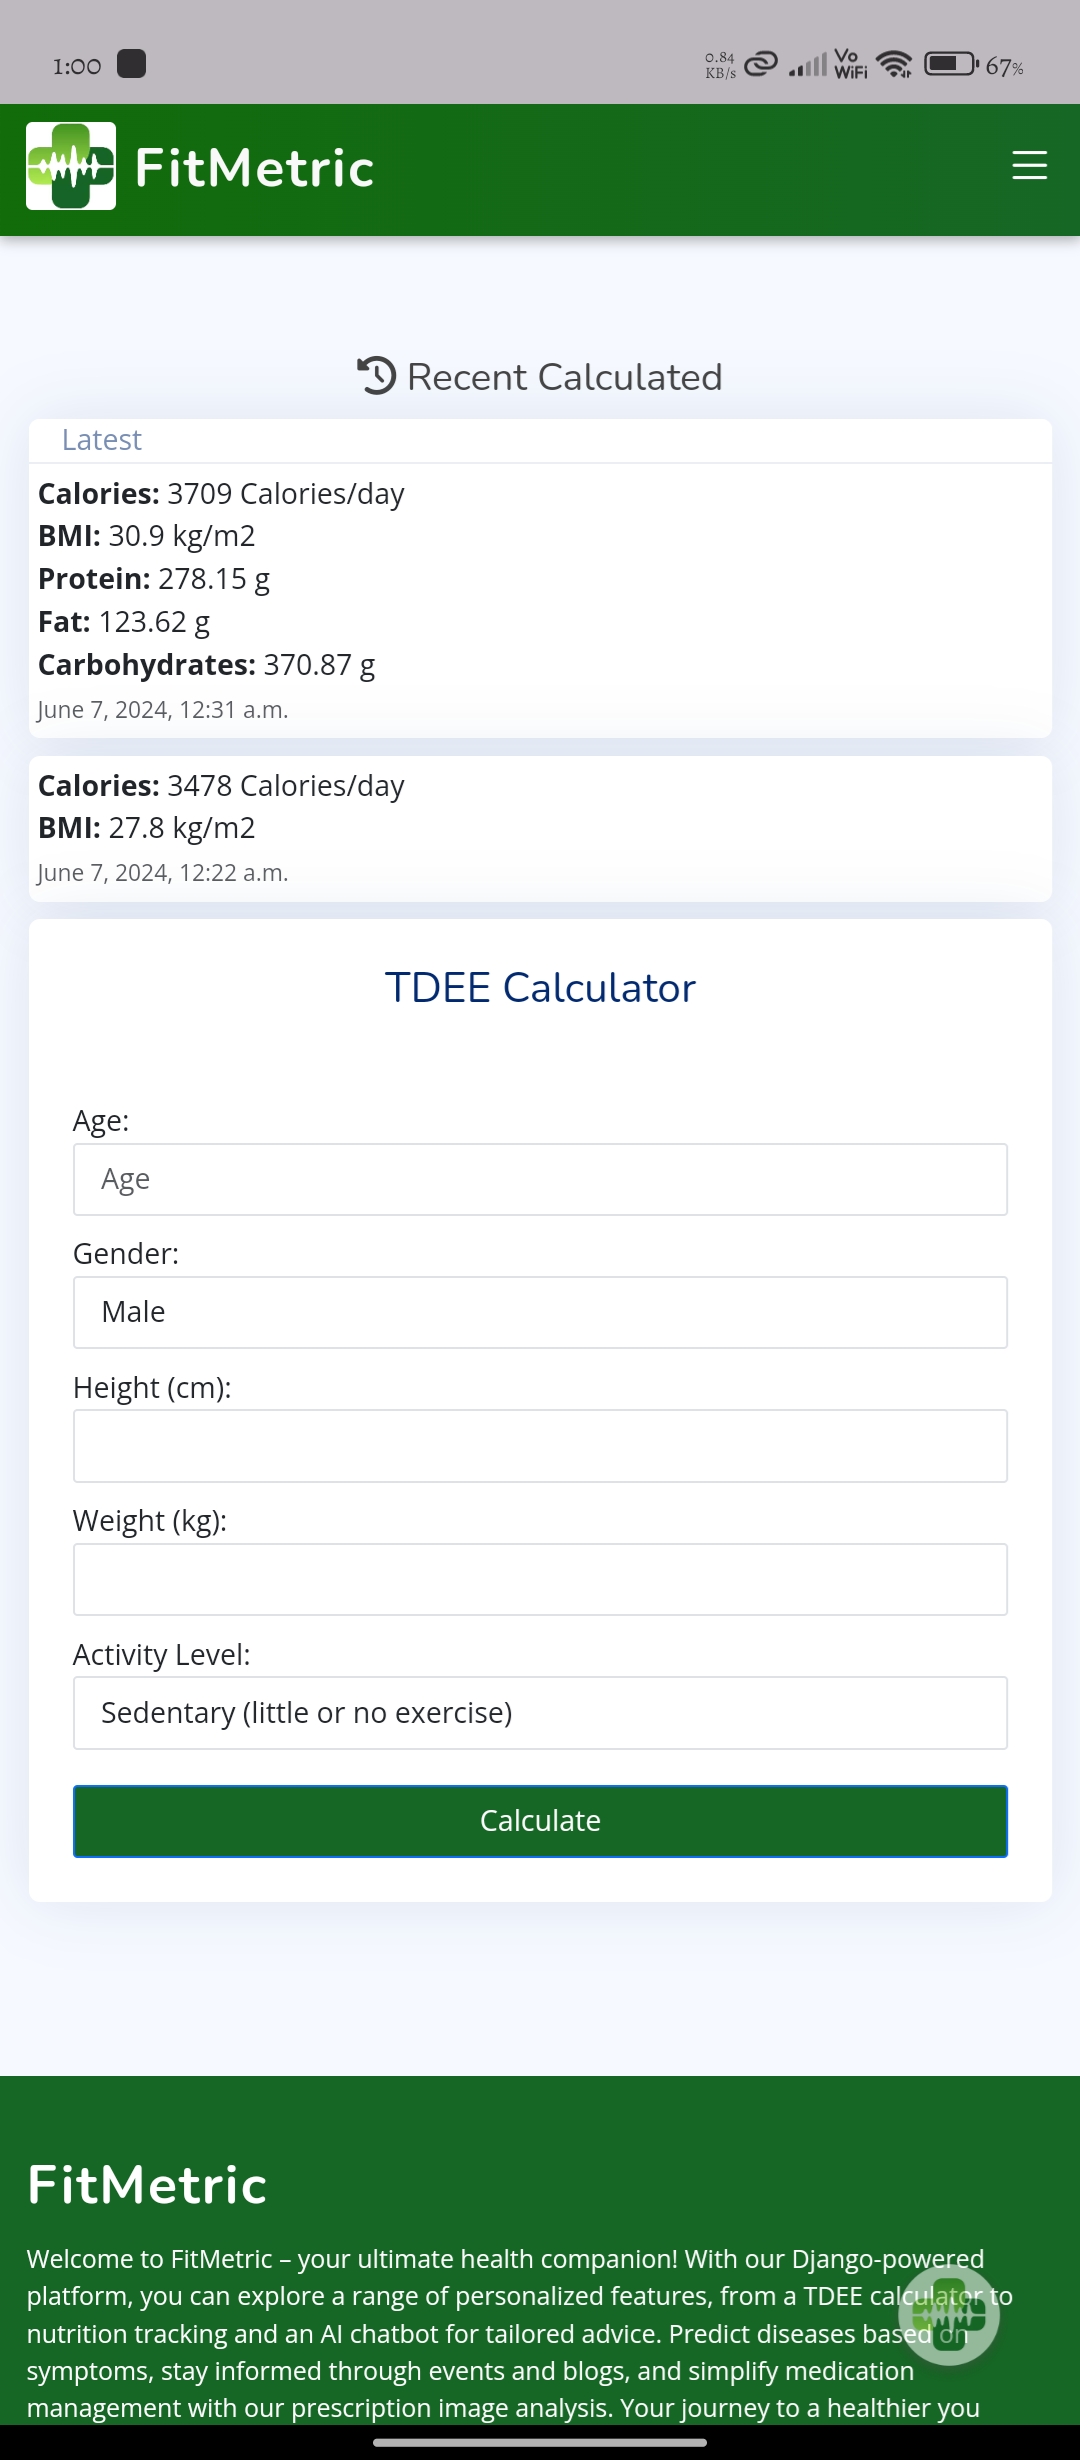 1:00
0.84
KB/s
Vo
WiFi
67%
FitMetric
Recent Calculated
Latest
Calories: 3709 Calories/day
BMI: 30.9 kg/m2
Protein: 278.15 g
Fat: 123.62 g
Carbohydrates: 370.87 g
June 7, 2024, 12:31 a.m.
Calories: 3478 Calories/day
BMI: 27.8 kg/m2
June 7, 2024, 12:22 a.m.
TDEE Calculator
Age:
Age
Gender:
Male
Height (cm):
Weight (kg):
Activity Level:
Sedentary (little or no exercise)
Calculate
FitMetric
Welcome to FitMetric – your ultimate health companion! With our Django-powered
platform, you can explore a range of personalized features, from a TDEE calculator to
nutrition tracking and an AI chatbot for tailored advice. Predict diseases based on
symptoms, stay informed through events and blogs, and simplify medication
management with our prescription image analysis. Your journey to a healthier you